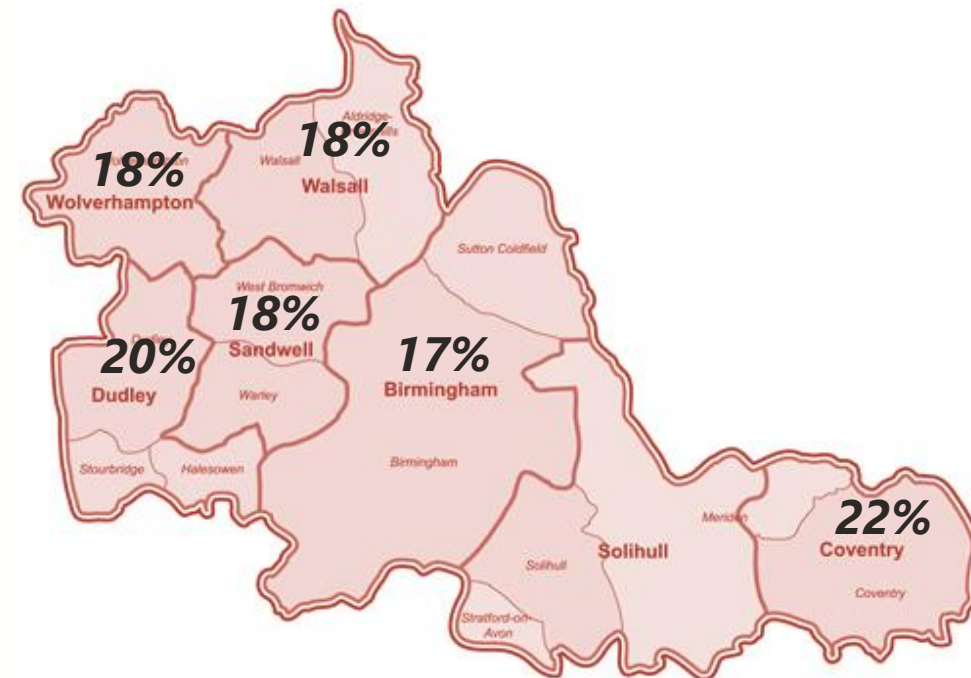 18%
Walsall
18%
Walsall
Wolverhampton
Sutton Coldfield
West Bromwich
18%
Sandwell
20%
Dudley
Warley
17%
Birmingham
Stourbridge
Halesowen
Birmingham
Meriden
22%
Coventry
Solihull
Solihull
Coventry
Stratford-on-
Avon